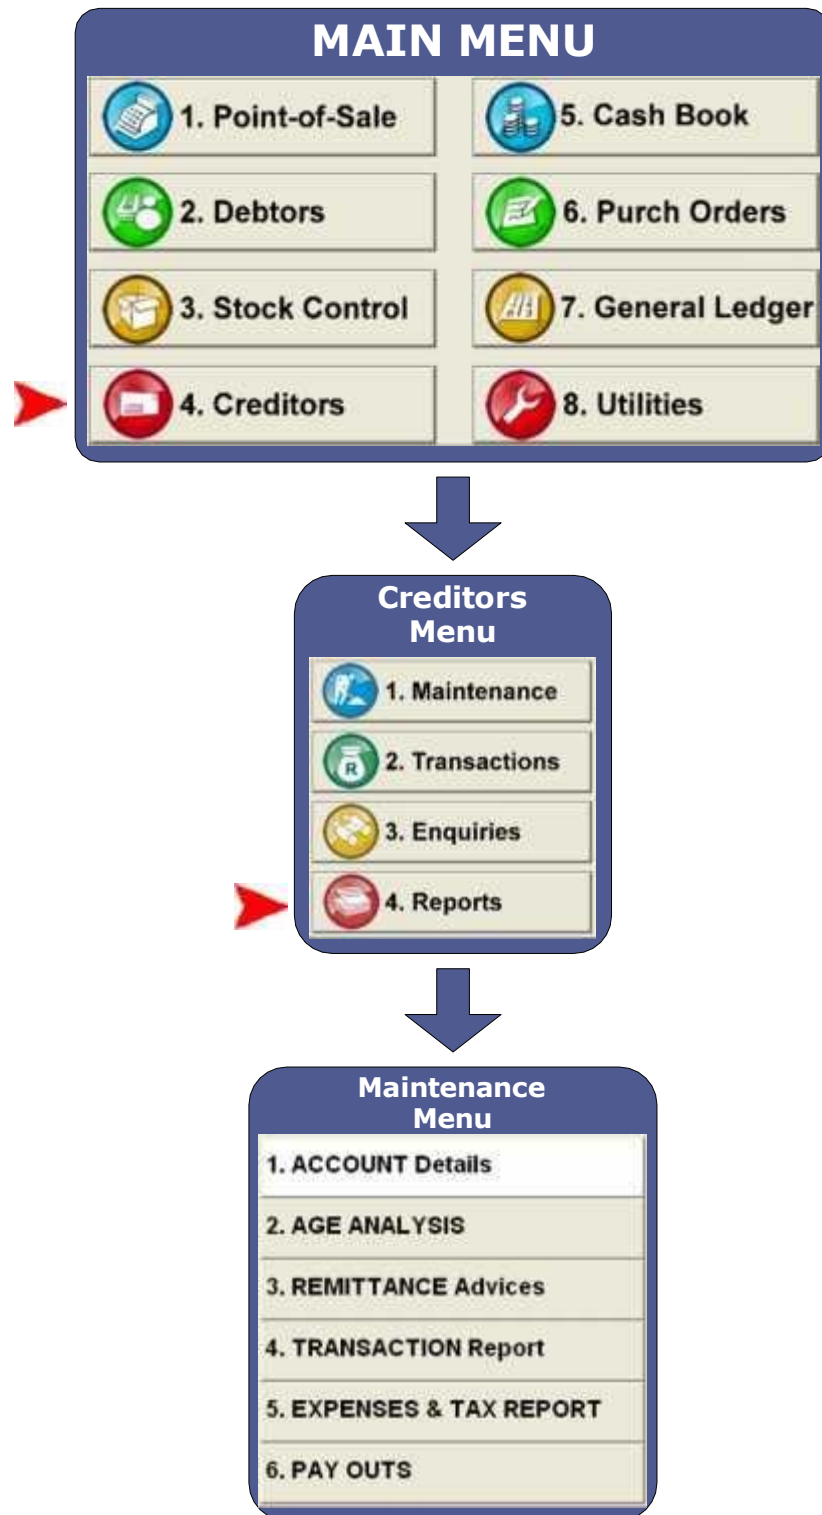 MAIN MENU
1. Point-of-Sale
5. Cash Book
2. Debtors
6. Purch Orders
3. Stock Control
7. General Ledger
4. Creditors
8. Utilities
Creditors
Menu
1. Maintenance
R
2. Transactions
3. Enquiries
4. Reports
Maintenance
Menu
1. ACCOUNT Details
2. AGE ANALYSIS
3. REMITTANCE Advices
4. TRANSACTION Report
5. EXPENSES & TAX REPORT
6. PAY OUTS